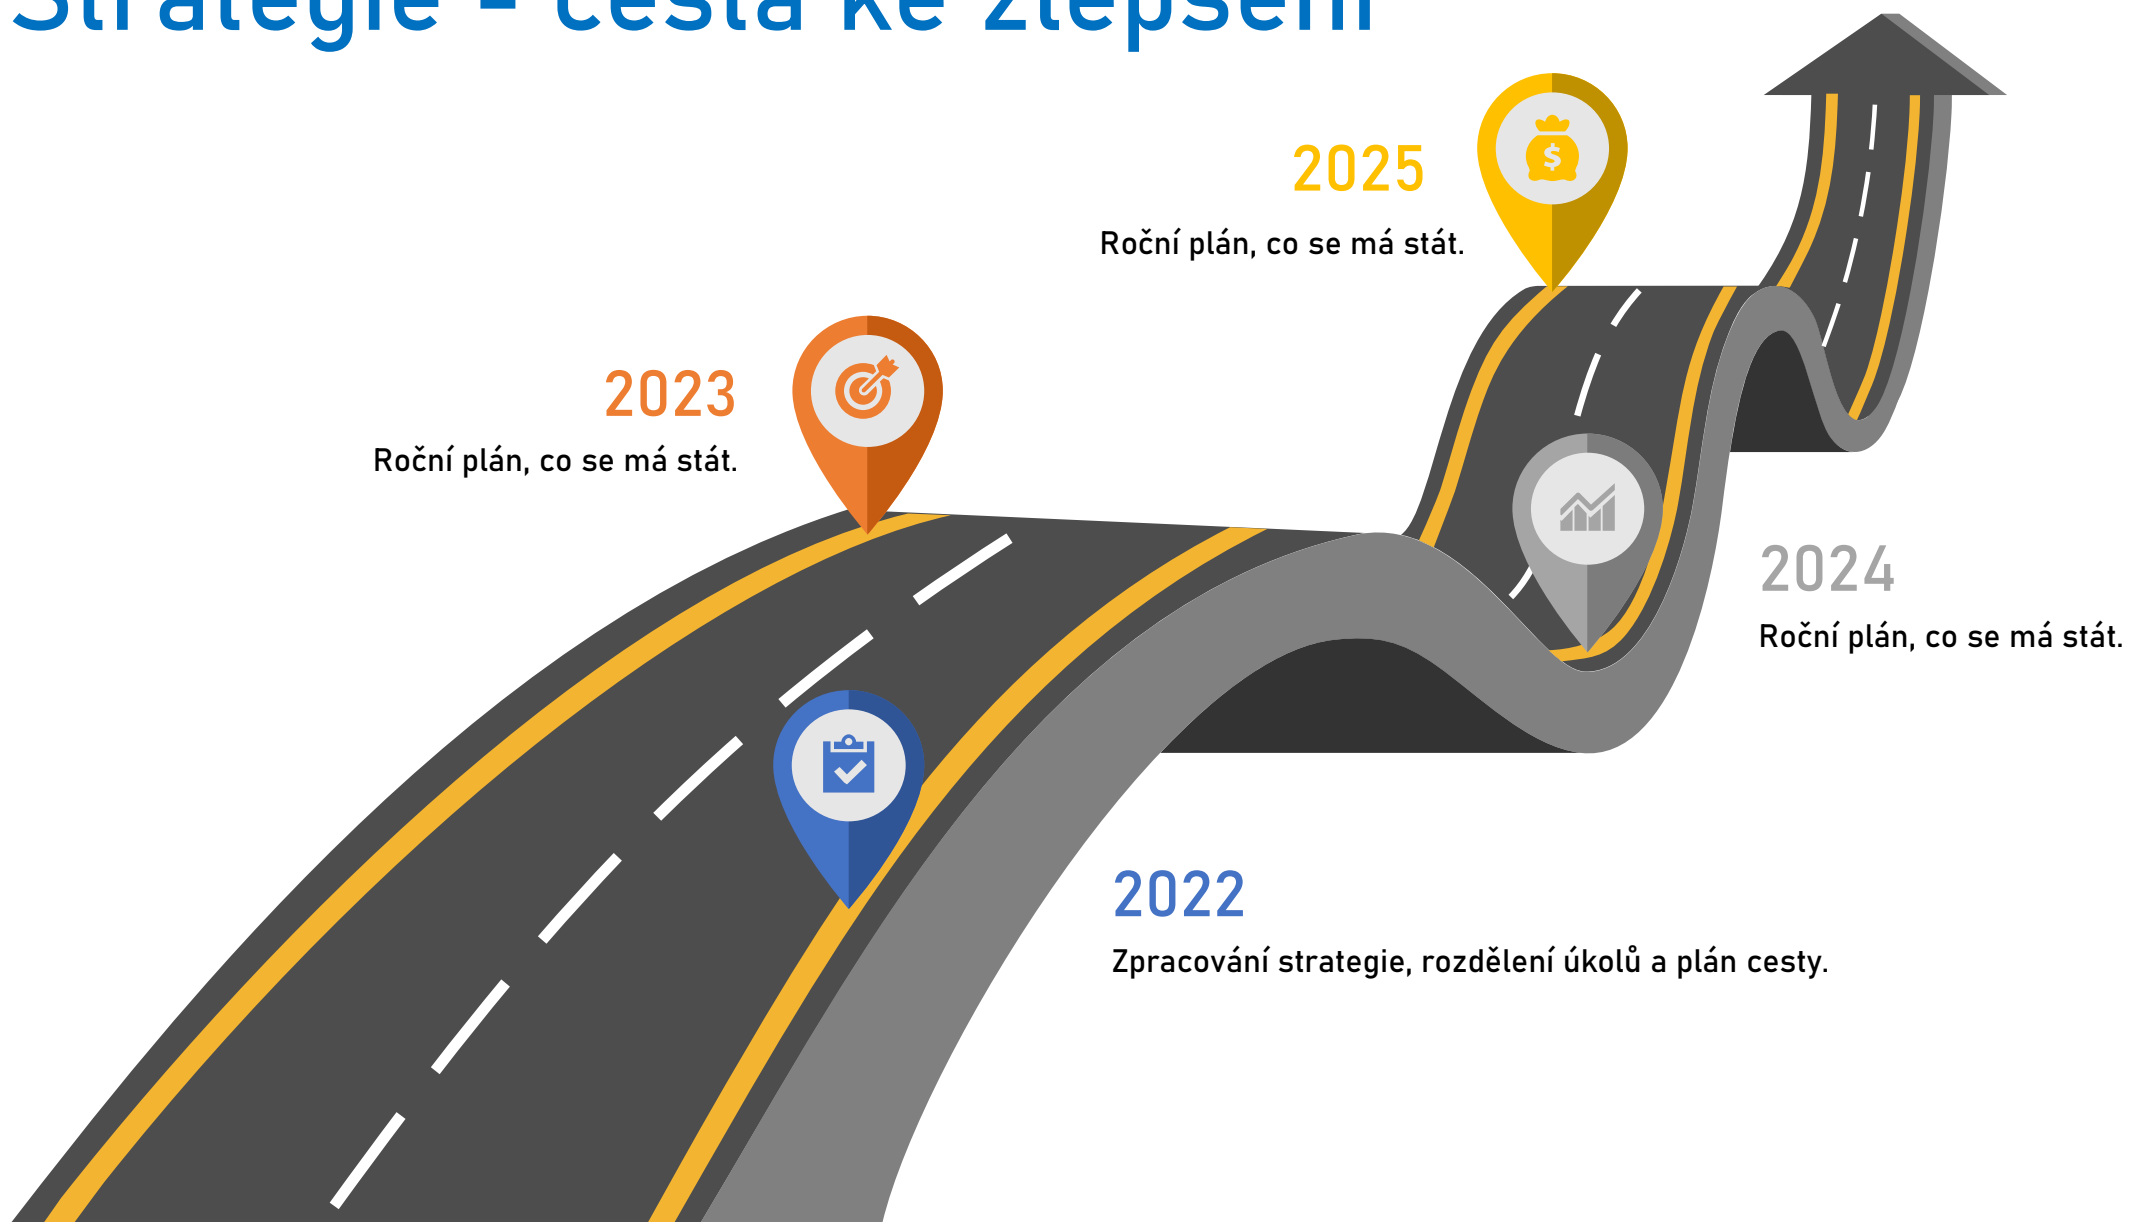 Strategie - cesta ke zlepšení
2025
Roční plán, co se má stát.
2023
Roční plán, co se má stát.
2024
Roční plán, co se má stát.
2022
Zpracování strategie, rozdělení úkolů a plán cesty.
$